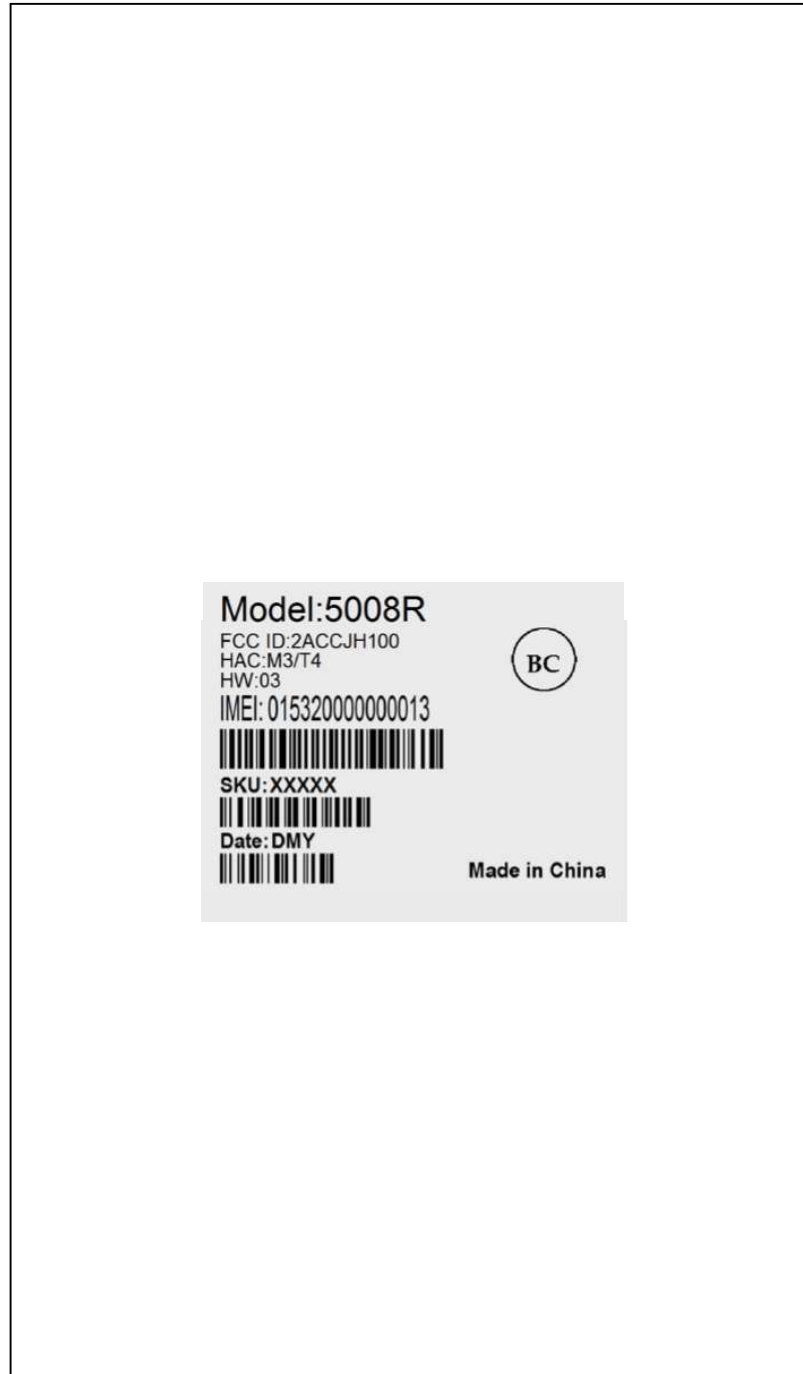 Model:5008R
FCC ID:2ACCJH100
HAC:M3/T4
HW:03
BC
IMEI: 015320000000013
SKU:XXXXX
Date:DMY
Made in China